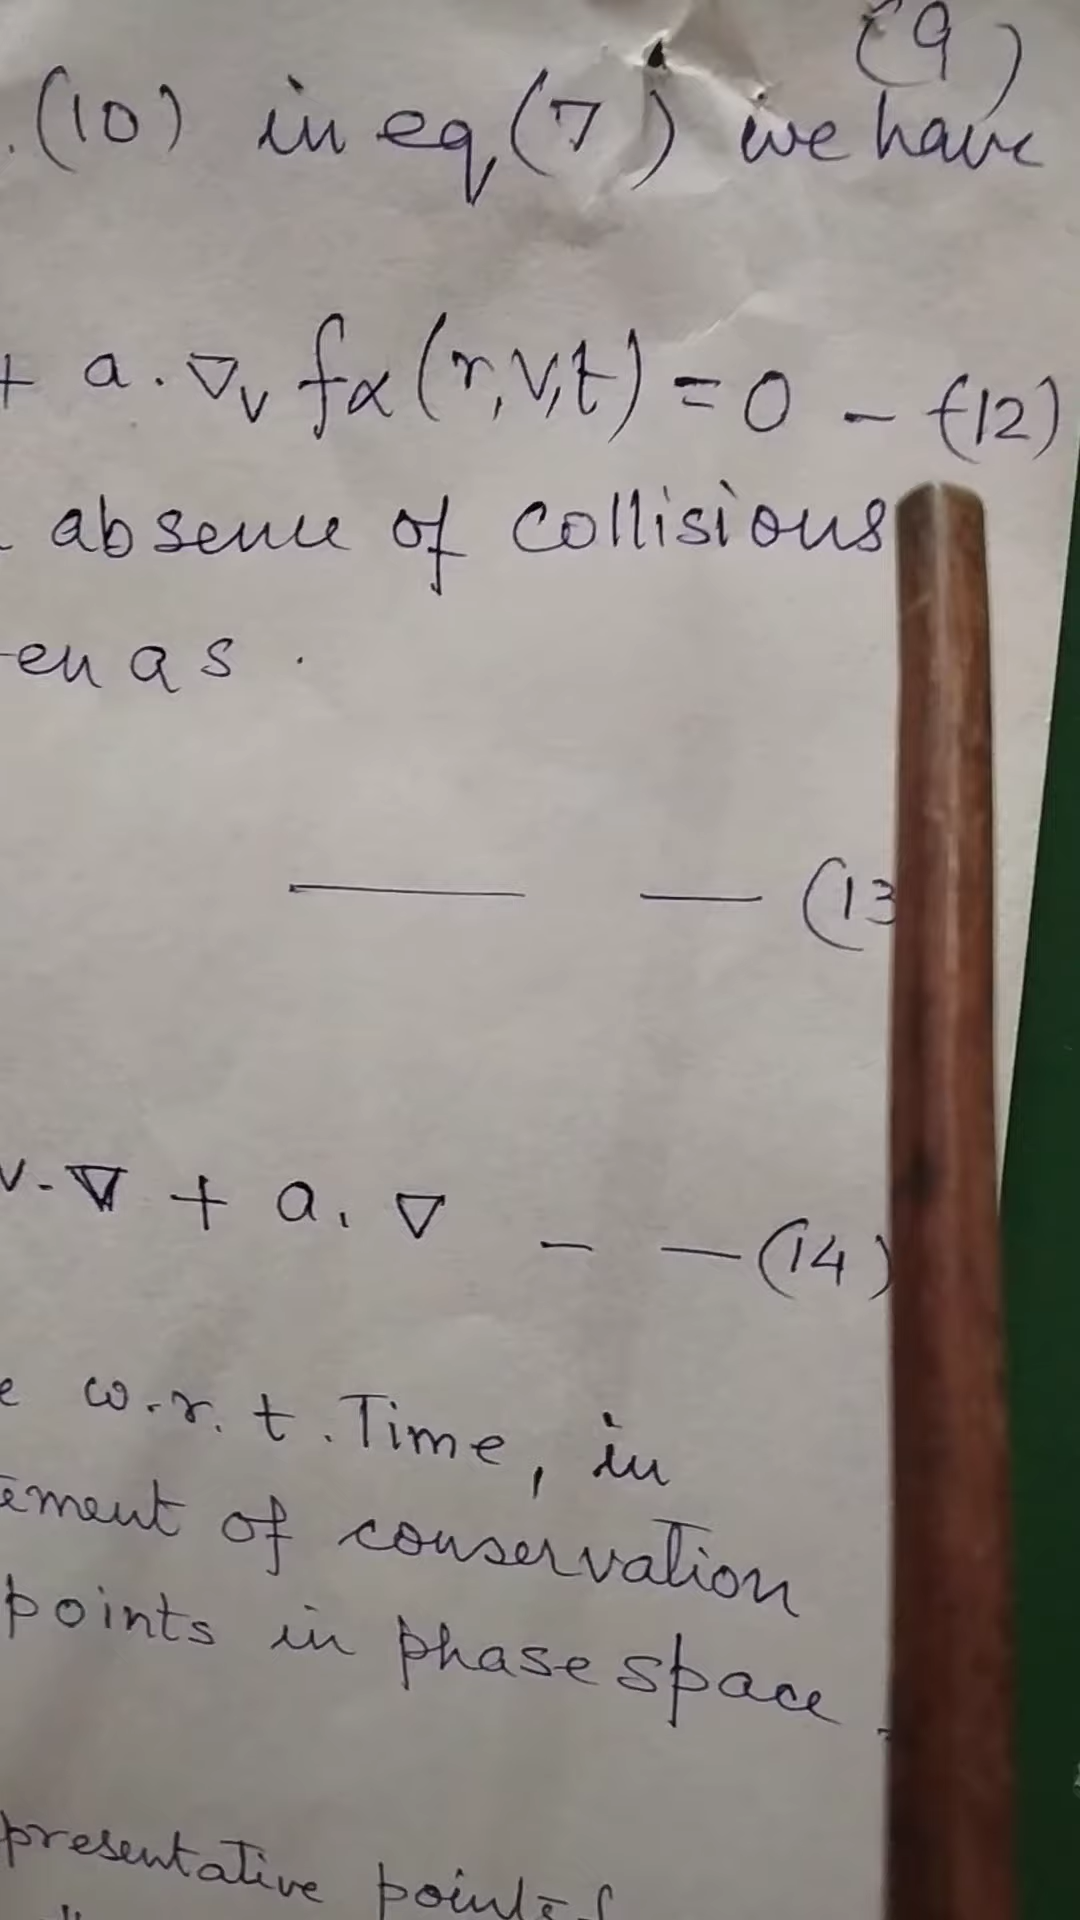 (9)
. (10) in eq (7) we have
+ a . ∇v fα (r,v,t) = 0 - (12)
absence of collisions
en as .
—— — (13
v. ∇ + a . ∇ - — (14)
e w.r.t. Time, in
ement of conservation
points in phase space .
presentative point